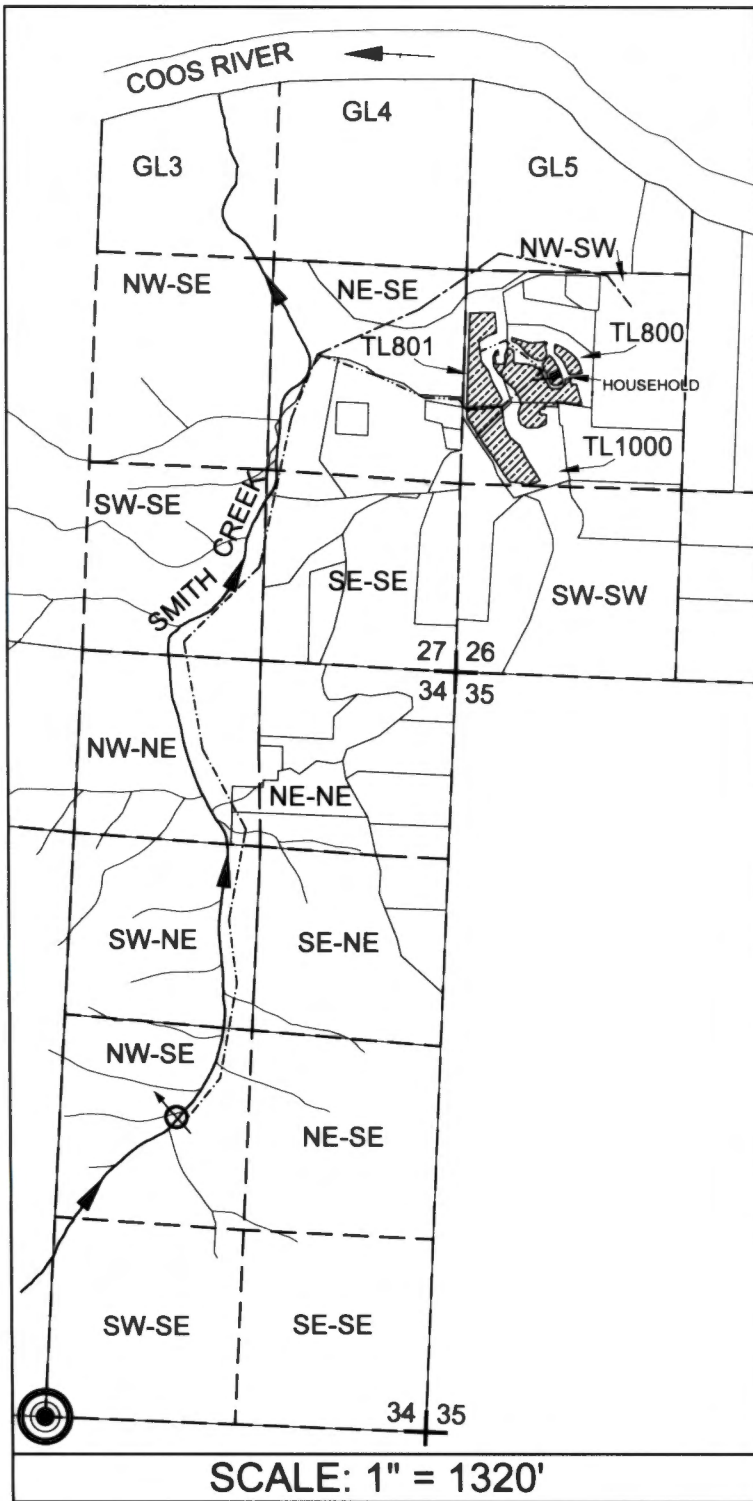 COOS RIVER
GL4
GL3
GL5
NW-SW
NW-SE
NE-SE
TL800
TL801
HOUSEHOLD
TL1000
SW-SE
SMITH CREEK
SE-SE
SW-SW
27 26
34 35
NW-NE
NE-NE
SW-NE
SE-NE
NW-SE
NE-SE
SW-SE
SE-SE
34 35
SCALE: 1" = 1320'